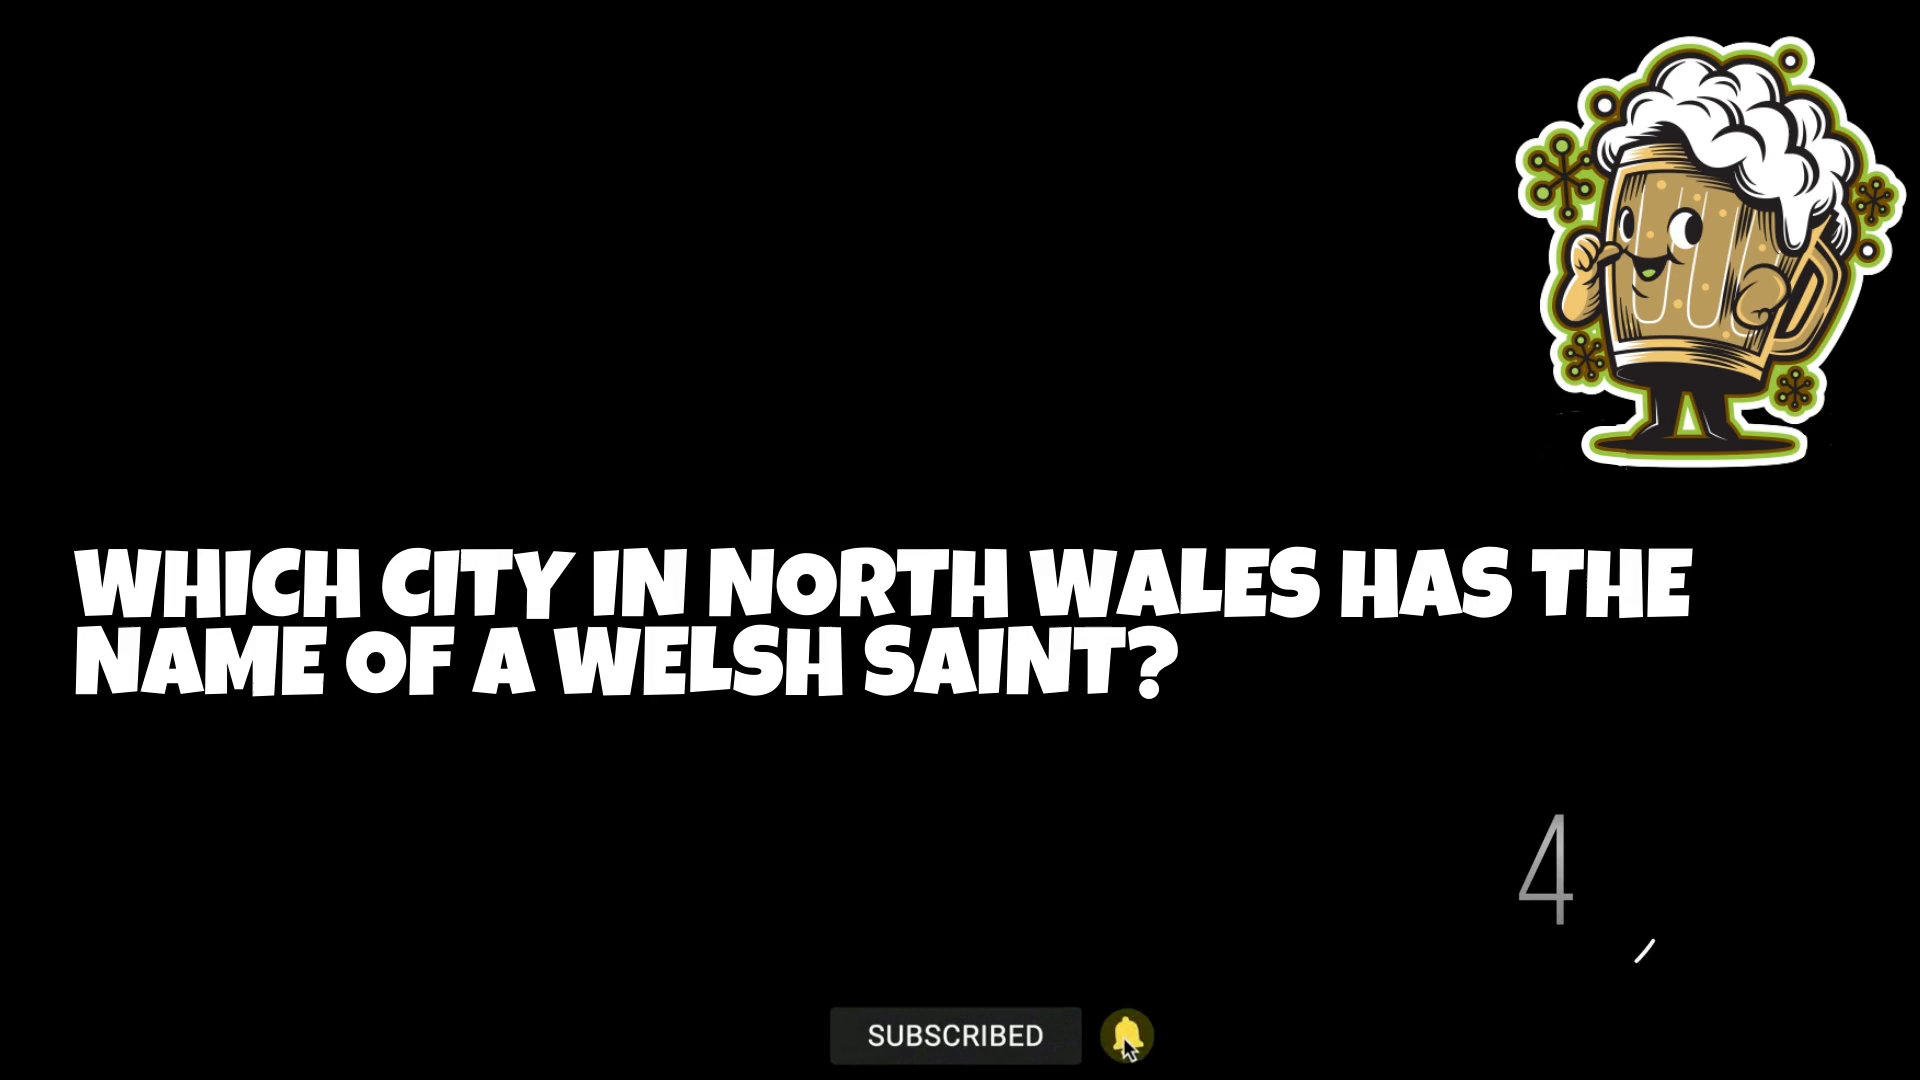 WHICH CITY IN NORTH WALES HAS THE
NAME OF A WELSH SAINT?
4
SUBSCRIBED